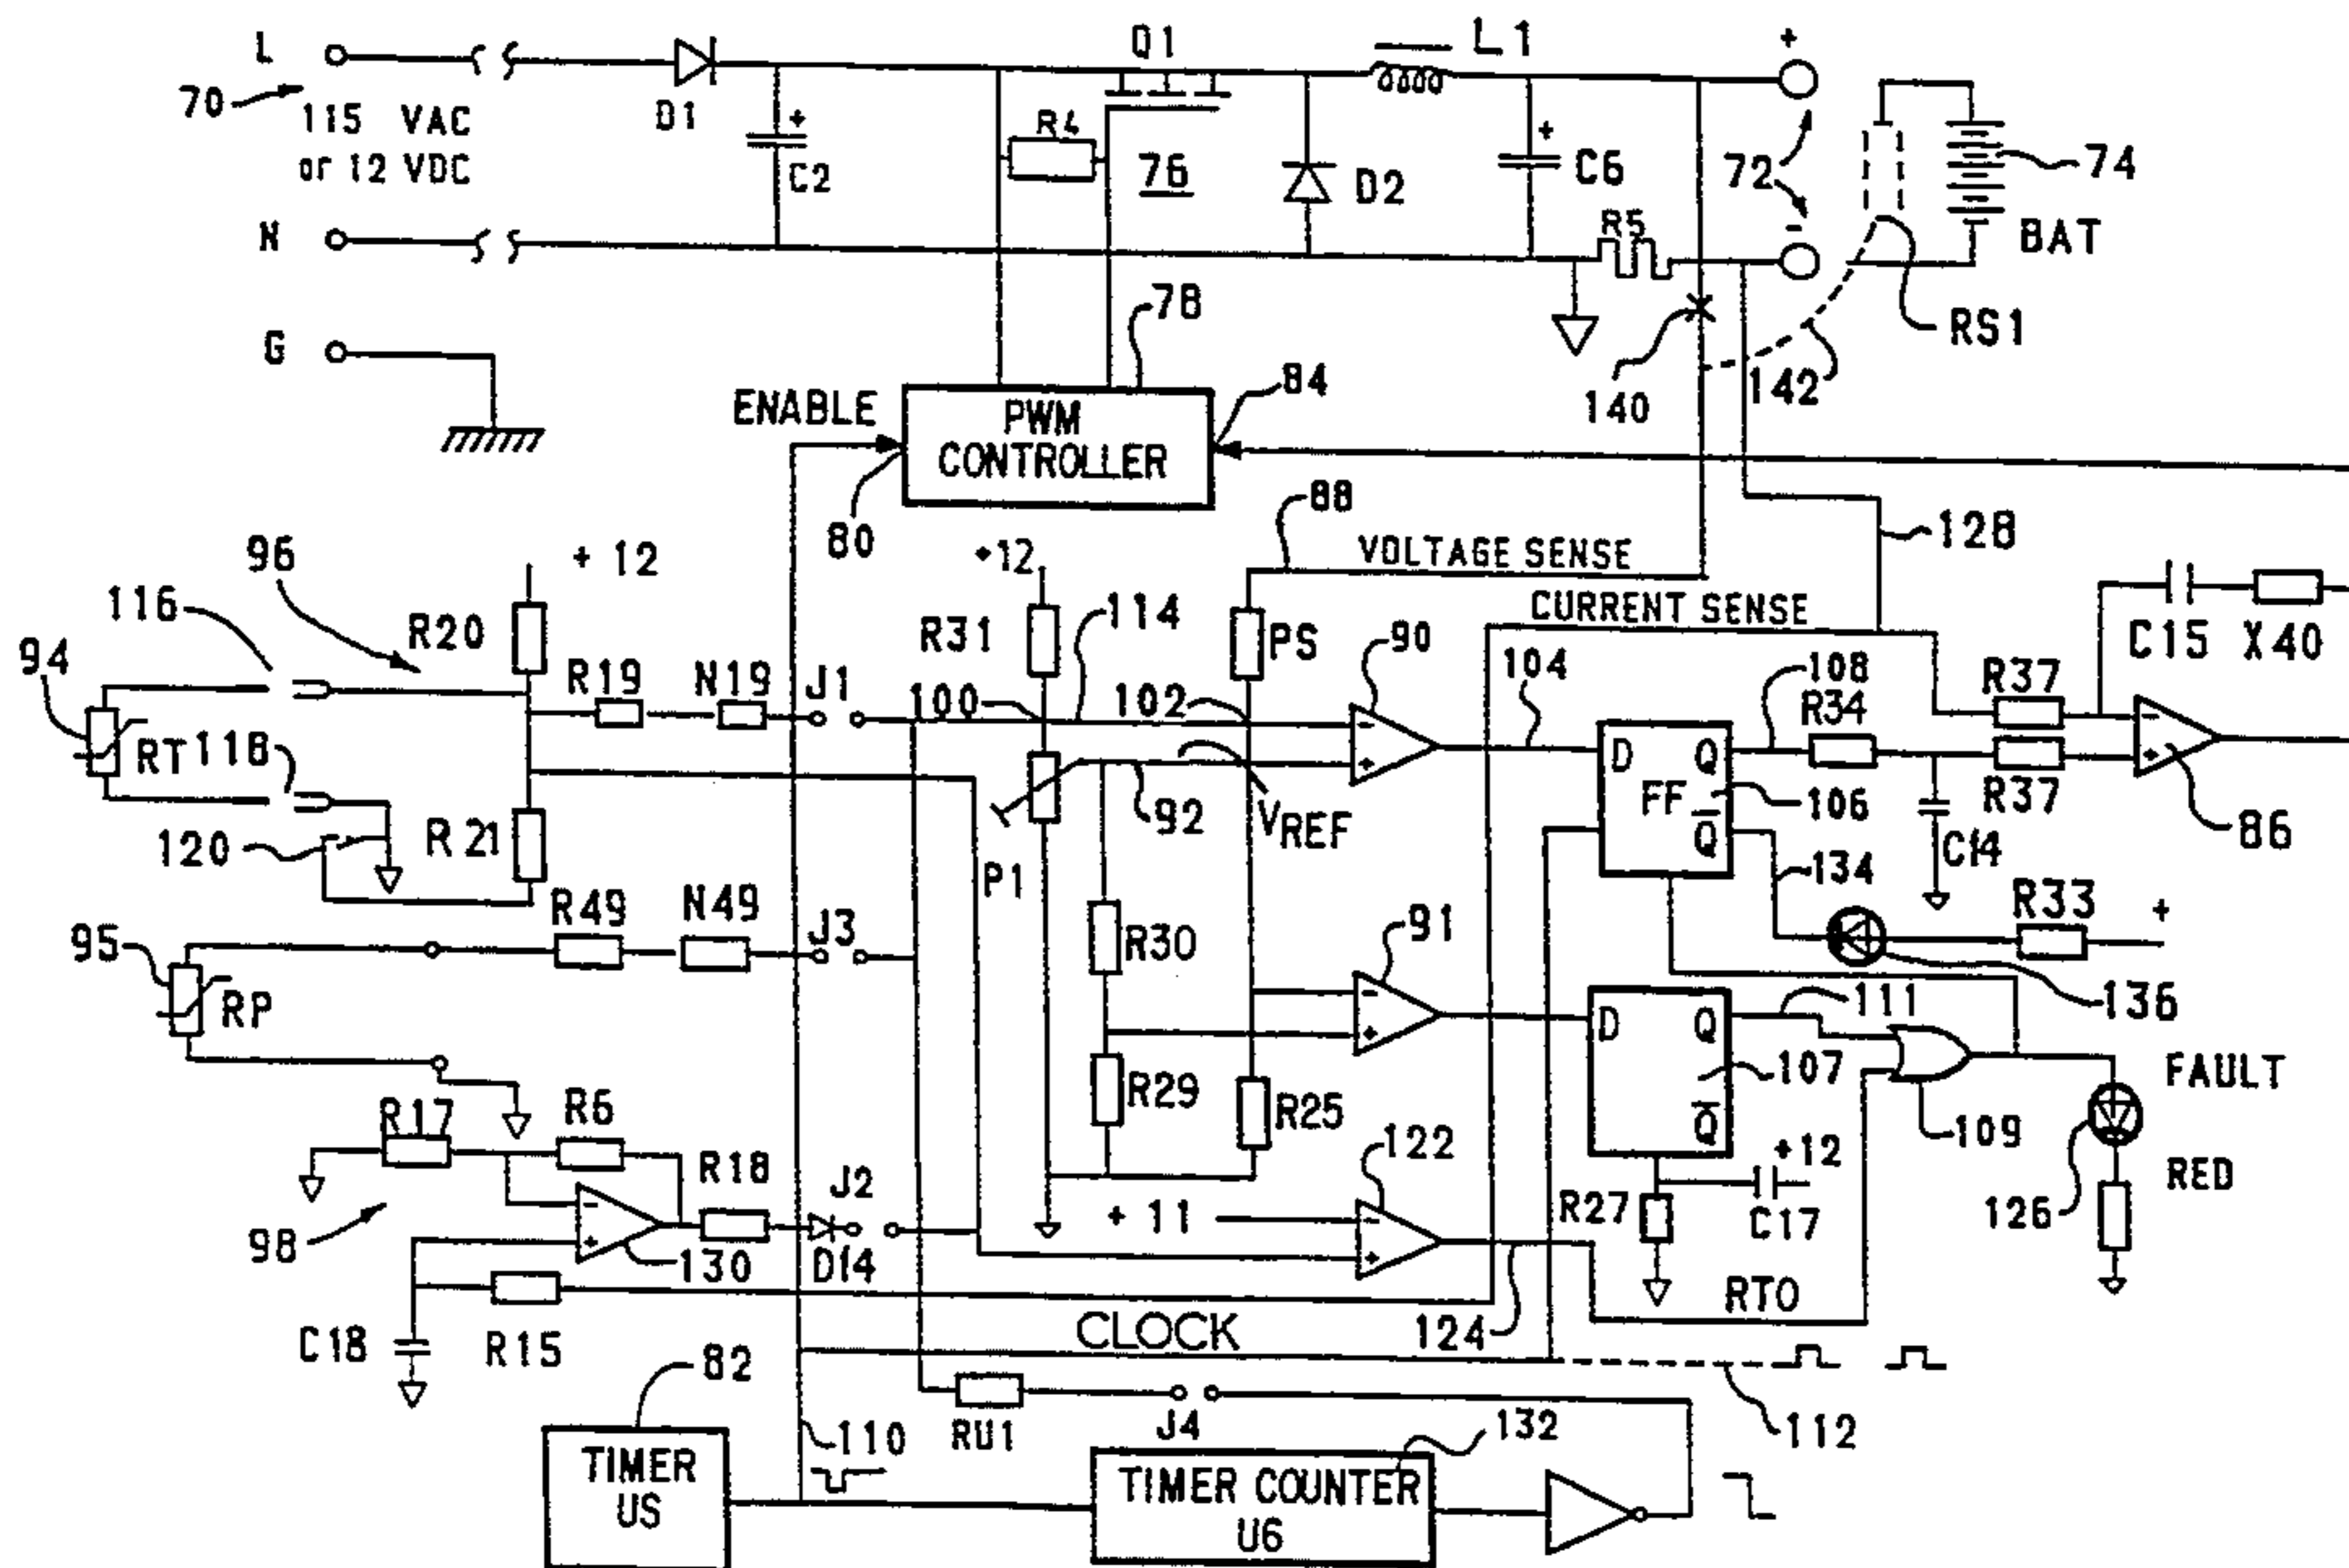 L
Q1
L1
+
70
115 VAC
or 12 VDC
D1
+
C2
R4
76
D2
+
C6
72
74
N
R5
-
BAT
G
78
RS1
ENABLE
PWM
CONTROLLER
84
140
142
80
88
VOLTAGE SENSE
128
96
+ 12
+12
116
R20
R31
114
PS
90
CURRENT SENSE
C15
X40
94
R19
N19
J1
100
102
104
108
R34
R37
RT
118
-
+
D
Q
FF
Q
106
R37
-
+
120
R21
P1
92
VREF
C14
86
134
R33
+
95
R49
N49
J3
R30
91
RP
-
+
D
Q
111
136
107
FAULT
R17
R6
R29
R25
Q
109
R18
J2
122
+12
RED
98
-
+
130
D14
+ 11
-
+
R27
C17
126
RTO
C18
R15
CLOCK
124
82
110
RU1
J4
132
112
TIMER
US
TIMER COUNTER
U6